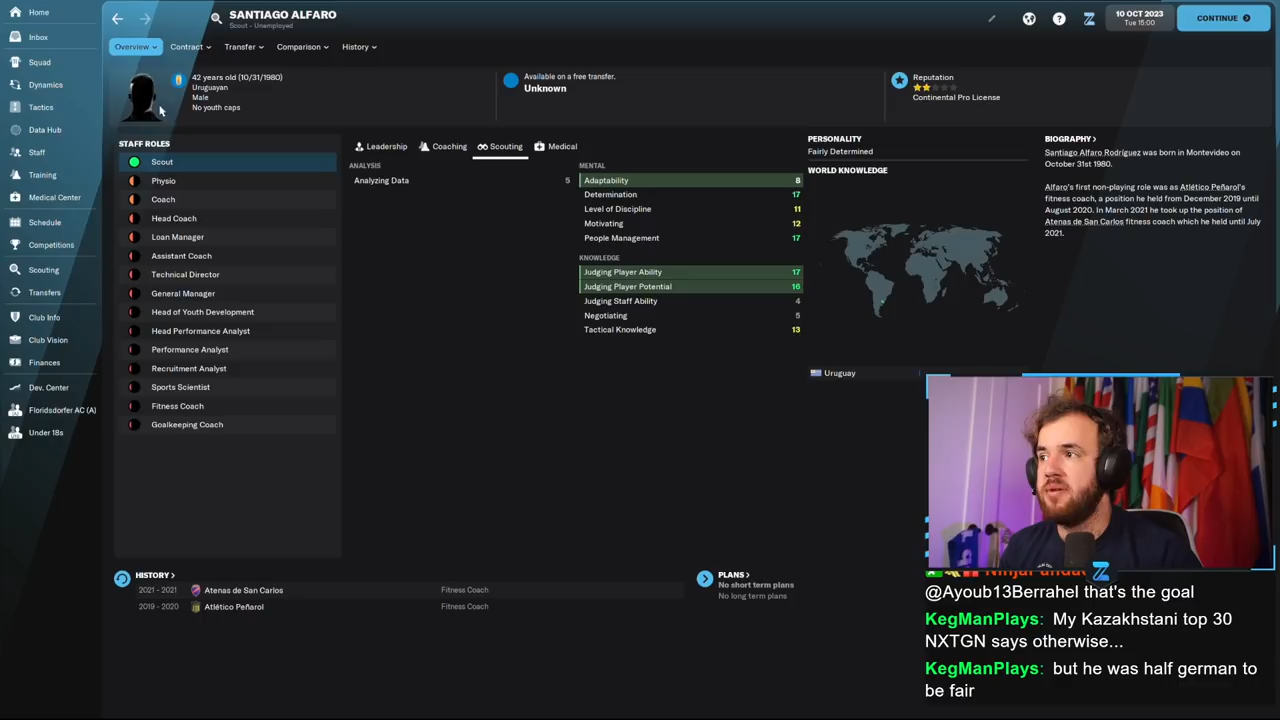 Home
Inbox
Squad
Dynamics
Tactics
Data Hub
Staff
Training
Medical Center
Schedule
Competitions
Scouting
Transfers
Club Info
Club Vision
Finances
Dev. Center
Floridsdorfer AC (A)
Under 18s
SANTIAGO ALFARO
Scout - Unemployed
10 OCT 2023
Tue 15:00
CONTINUE
Overview
Contract
Transfer
Comparison
History
42 years old (10/31/1980)
Uruguayan
Male
No youth caps
Available on a free transfer.
Unknown
Reputation
Continental Pro License
STAFF ROLES
Scout
Physio
Coach
Head Coach
Loan Manager
Assistant Coach
Technical Director
General Manager
Head of Youth Development
Head Performance Analyst
Performance Analyst
Recruitment Analyst
Sports Scientist
Fitness Coach
Goalkeeping Coach
Leadership
Coaching
Scouting
Medical
ANALYSIS
Analyzing Data 5
MENTAL
Adaptability 8
Determination 17
Level of Discipline 11
Motivating 12
People Management 17
KNOWLEDGE
Judging Player Ability 17
Judging Player Potential 16
Judging Staff Ability 4
Negotiating 5
Tactical Knowledge 13
PERSONALITY
Fairly Determined
WORLD KNOWLEDGE
Uruguay
BIOGRAPHY
Santiago Alfaro Rodríguez was born in Montevideo on
October 31st 1980.
Alfaro's first non-playing role was as Atlético Peñarol's
fitness coach, a position he held from December 2019 until
August 2020. In March 2021 he took up the position of
Atenas de San Carlos fitness coach which he held until July
2021.
HISTORY
2021 - 2021 Atenas de San Carlos Fitness Coach
2019 - 2020 Atlético Peñarol Fitness Coach
PLANS
No short term plans
No long term plans
@Ayoub13Berrahel that's the goal
KegManPlays: My Kazakhstani top 30
NXTGN says otherwise...
KegManPlays: but he was half german to
be fair